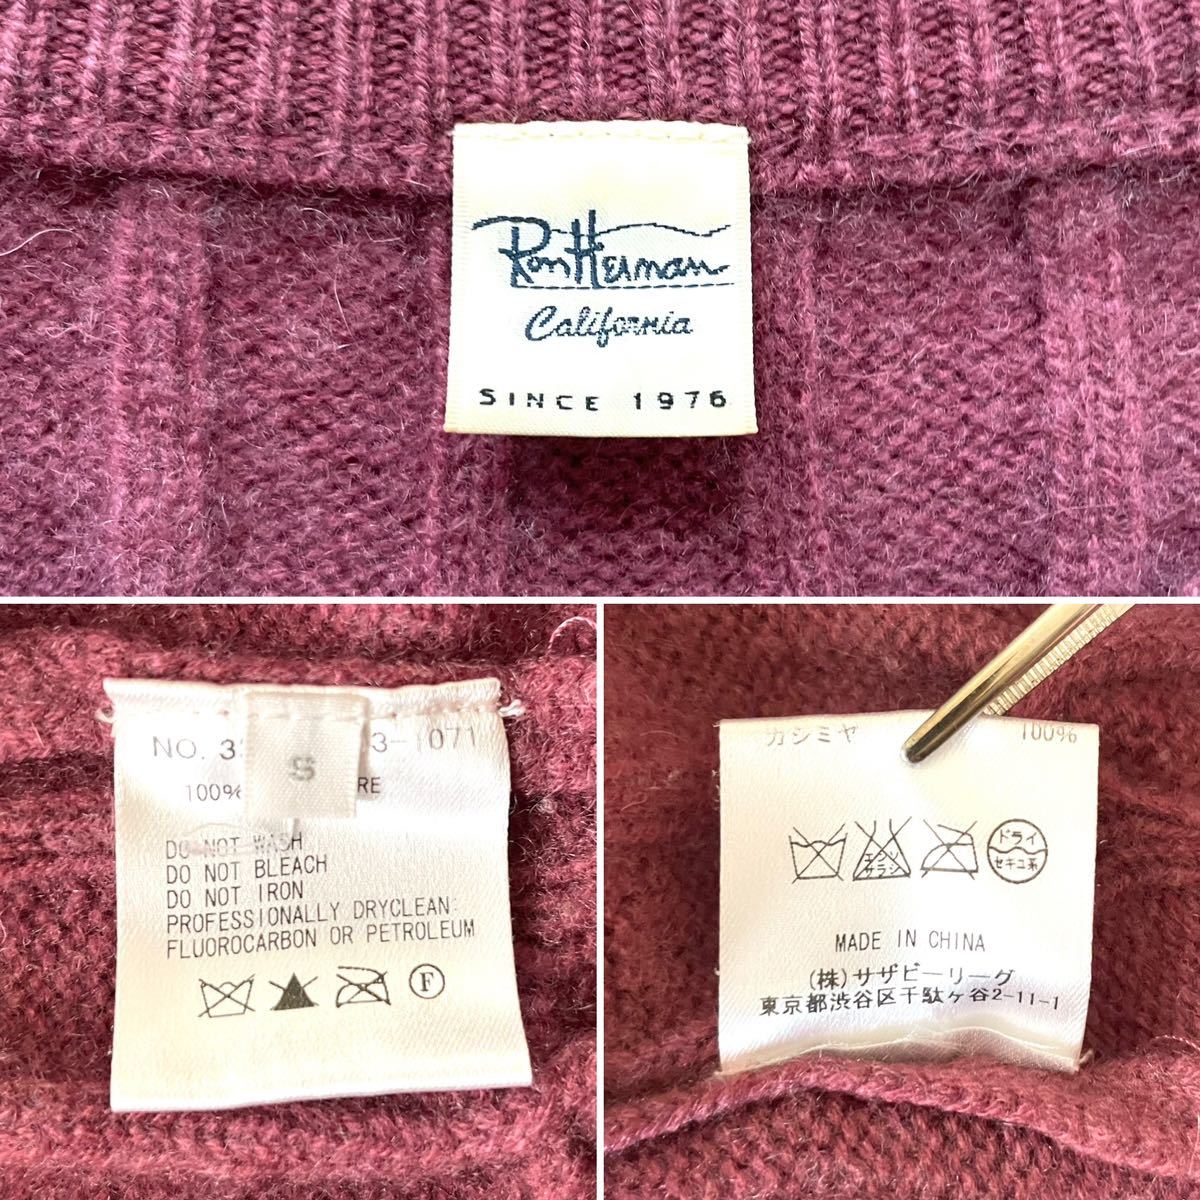 Ron Herman
California
SINCE 1976
NO. 3 3-1071
S
100% RE
DO NOT WASH
DO NOT BLEACH
DO NOT IRON
PROFESSIONALLY DRYCLEAN:
FLUOROCARBON OR PETROLEUM
F
カシミヤ 100%
エンソ
サラシ
ドライ
セキユ系
MADE IN CHINA
(株)サザビーリーグ
東京都渋谷区千駄ヶ谷2-11-1